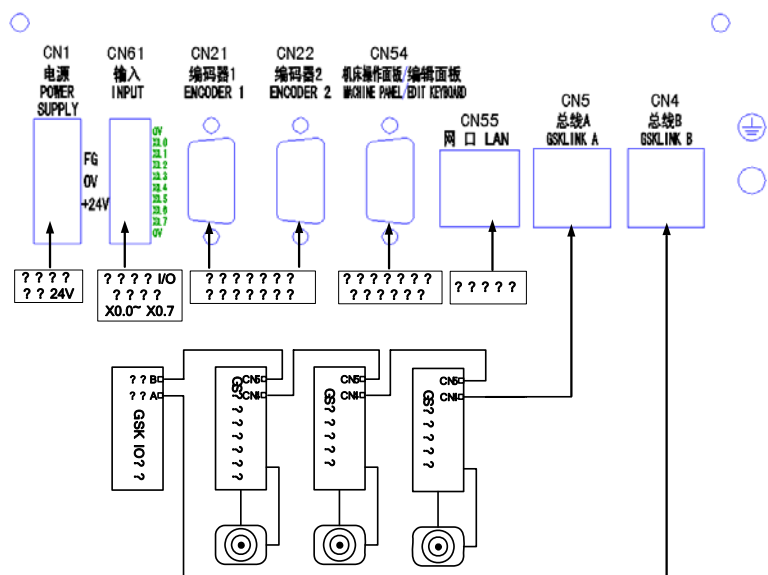 CN1
电源
POWER
SUPPLY
CN61
输入
INPUT
CN21
编码器1
ENCODER 1
CN22
编码器2
ENCODER 2
CN54
机床操作面板/编辑面板
MACHINE PANEL/EDIT KEYBOARD
CN55
网 口 LAN
CN5
总线A
GSKLINK A
CN4
总线B
GSKLINK B
FG
0V
+24V
0V
X0.0
X0.1
X0.2
X0.3
X0.4
X0.5
X0.6
X0.7
0V
? ? ? ?
? ? 24V
? ? ? ? I/O
? ? ? ?
X0.0~ X0.7
? ? ? ? ? ? ?
? ? ? ? ? ? ?
? ? ? ? ? ? ?
? ? ? ? ? ?
? ? ? ? ?
? ? B
? ? A
GSK IO? ?
CN5
CN4
GS? ? ? ? ? ? ?
CN5
CN4
GS? ? ? ? ? ?
CN5
CN4
GS? ? ? ? ? ?